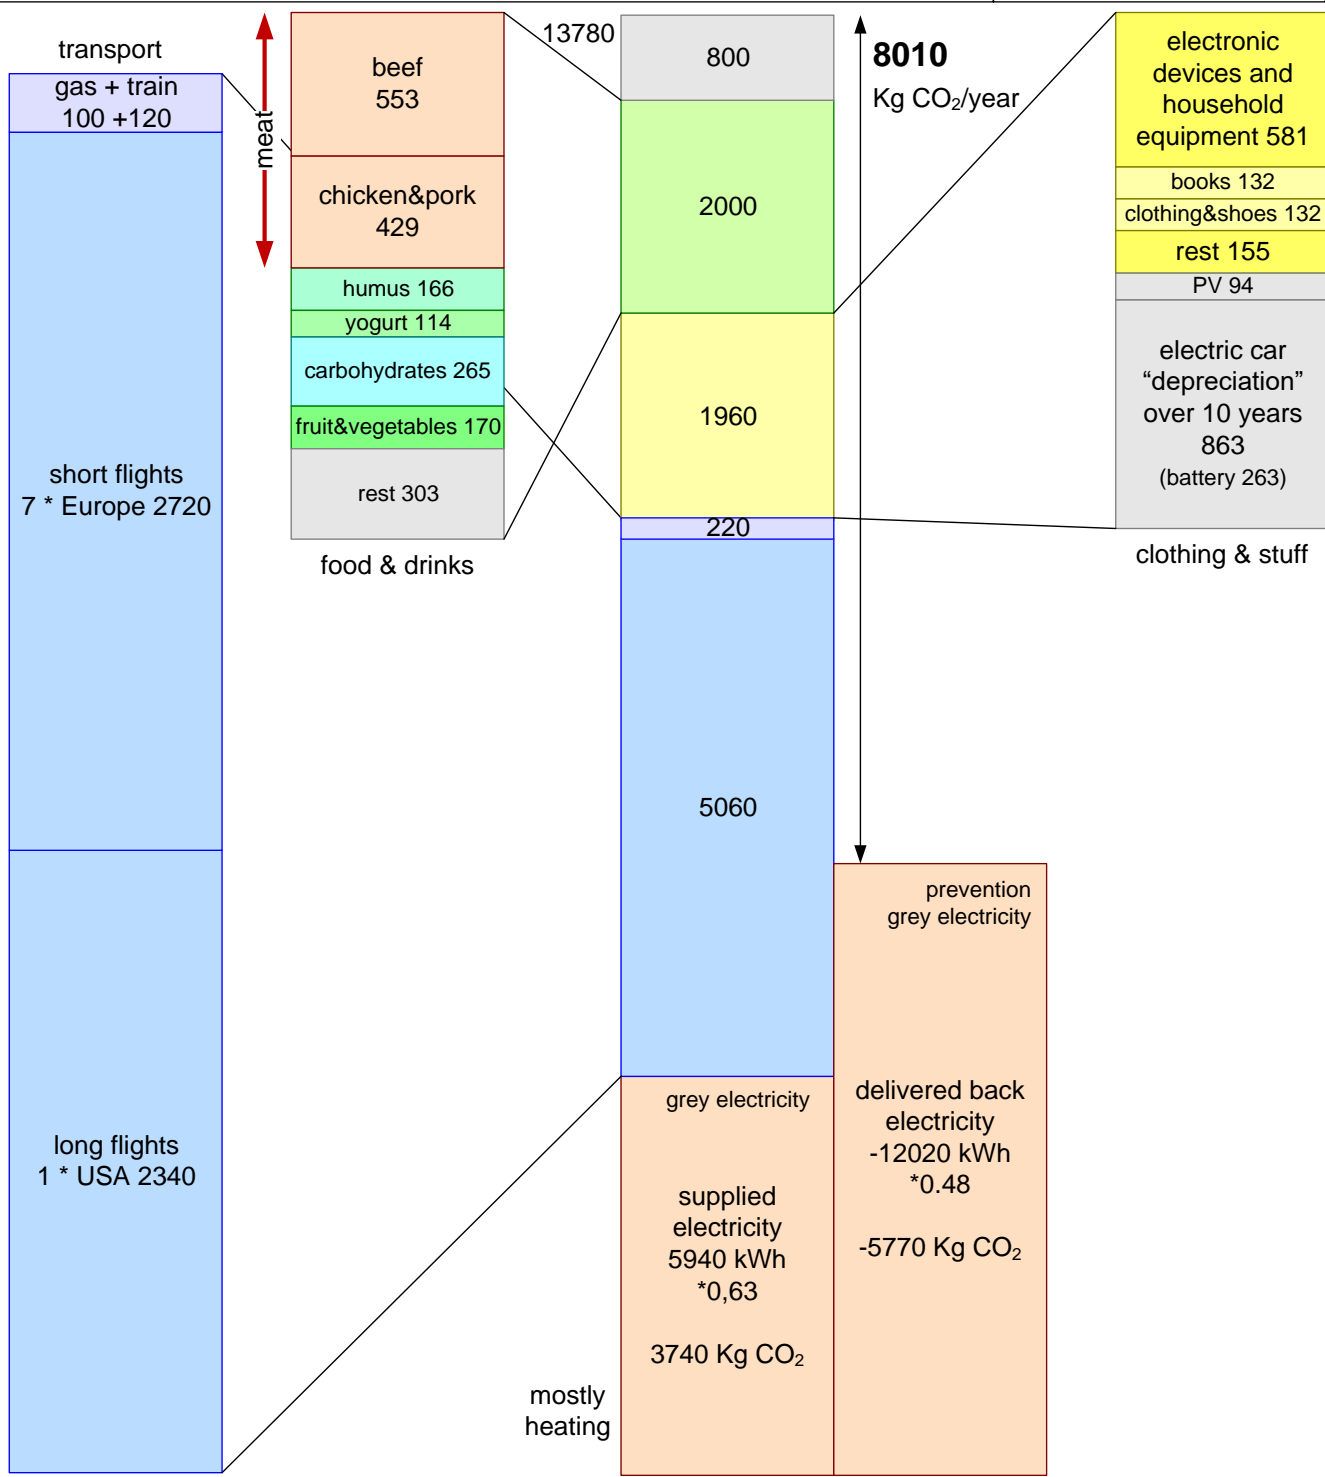 transport
gas + train
100 +120
short flights
7 * Europe 2720
long flights
1 * USA 2340
meat
beef
553
chicken&pork
429
humus 166
yogurt 114
carbohydrates 265
fruit&vegetables 170
rest 303
food & drinks
13780
800
2000
1960
220
5060
grey electricity
supplied
electricity
5940 kWh
*0,63
3740 Kg CO₂
mostly
heating
8010
Kg CO₂/year
prevention
grey electricity
delivered back
electricity
-12020 kWh
*0.48
-5770 Kg CO₂
electronic
devices and
household
equipment 581
books 132
clothing&shoes 132
rest 155
PV 94
electric car
“depreciation”
over 10 years
863
(battery 263)
clothing & stuff